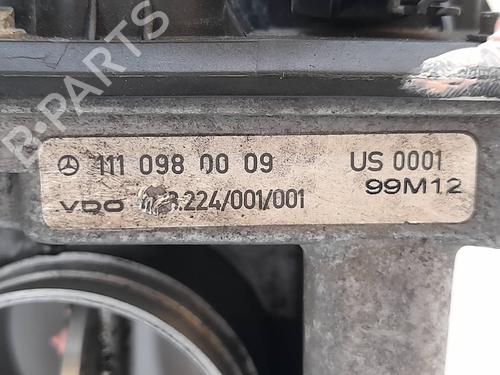 B-PARTS
111 098 00 09 US 0001
VDO .224/001/001 99M12